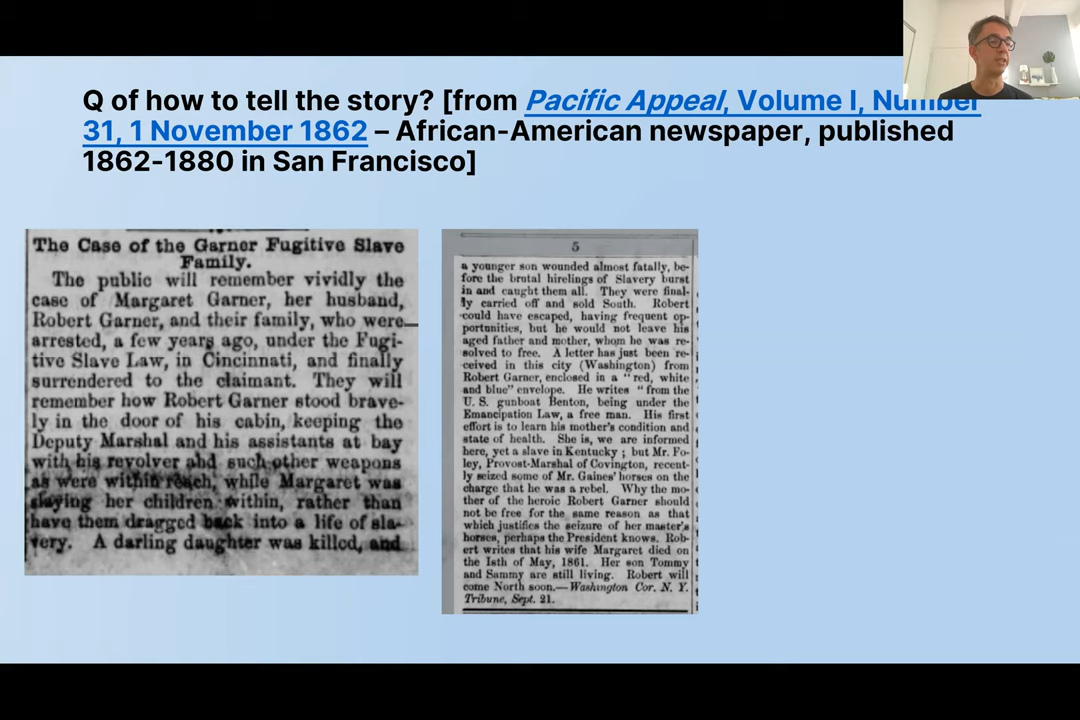 Q of how to tell the story? [from Pacific Appeal, Volume I, Number
31, 1 November 1862 – African-American newspaper, published
1862-1880 in San Francisco]
The Case of the Garner Fugitive Slave
Family.
The public will remember vividly the
case of Margaret Garner, her husband,
Robert Garner, and their family, who were
arrested, a few years ago, under the Fugi-
tive Slave Law, in Cincinnati, and finally
surrendered to the claimant. They will
remember how Robert Garner stood brave-
ly in the door of his cabin, keeping the
Deputy Marshal and his assistants at bay
with his revolver and such other weapons
as were within reach, while Margaret was
slaying her children within, rather than
have them dragged back into a life of sla-
very. A darling daughter was killed, and
5
a younger son wounded almost fatally, be-
fore the brutal hirelings of Slavery burst
in and caught them all. They were final-
ly carried off and sold South. Robert
could have escaped, having frequent op-
portunities, but he would not leave his
aged father and mother, whom he was re-
solved to free. A letter has just been re-
ceived in this city (Washington) from
Robert Garner, enclosed in a "red, white
and blue" envelope. He writes "from the
U. S. gunboat Benton, being under the
Emancipation Law, a free man. His first
effort is to learn his mother's condition and
state of health. She is, we are informed
here, yet a slave in Kentucky ; but Mr. Fo-
ley, Provost-Marshal of Covington, recent-
ly seized some of Mr. Gaines' horses on the
charge that he was a rebel. Why the mo-
ther of the heroic Robert Garner should
not be free for the same reason as that
which justifies the seizure of her master's
horses, perhaps the President knows. Rob-
ert writes that his wife Margaret died on
the of May, 1861. Her son Tommy
and Sammy are still living. Robert will
come North soon.—Washington Cor. N. Y.
Tribune, Sept. 21.